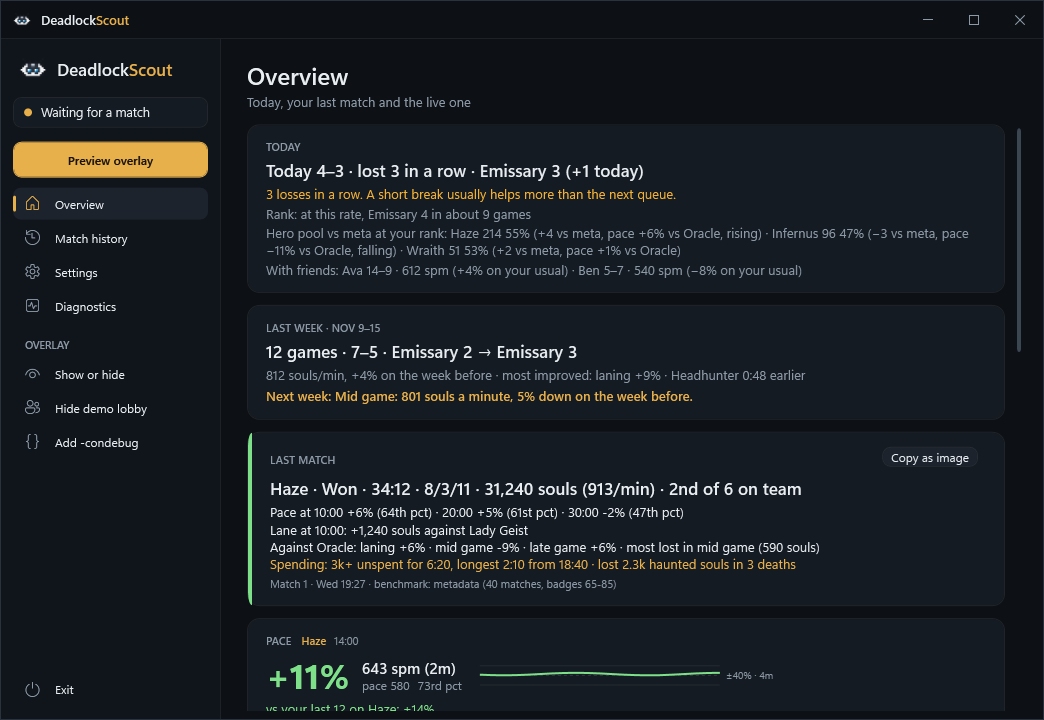 DeadlockScout
DeadlockScout
Waiting for a match
Preview overlay
Overview
Match history
Settings
Diagnostics
OVERLAY
Show or hide
Hide demo lobby
Add -condebug
Exit
Overview
Today, your last match and the live one
TODAY
Today 4–3 · lost 3 in a row · Emissary 3 (+1 today)
3 losses in a row. A short break usually helps more than the next queue.
Rank: at this rate, Emissary 4 in about 9 games
Hero pool vs meta at your rank: Haze 214 55% (+4 vs meta, pace +6% vs Oracle, rising) · Infernus 96 47% (−3 vs meta, pace
−11% vs Oracle, falling) · Wraith 51 53% (+2 vs meta, pace +1% vs Oracle)
With friends: Ava 14–9 · 612 spm (+4% on your usual) · Ben 5–7 · 540 spm (−8% on your usual)
LAST WEEK · NOV 9–15
12 games · 7–5 · Emissary 2 → Emissary 3
812 souls/min, +4% on the week before · most improved: laning +9% · Headhunter 0:48 earlier
Next week: Mid game: 801 souls a minute, 5% down on the week before.
LAST MATCH
Copy as image
Haze · Won · 34:12 · 8/3/11 · 31,240 souls (913/min) · 2nd of 6 on team
Pace at 10:00 +6% (64th pct) · 20:00 +5% (61st pct) · 30:00 -2% (47th pct)
Lane at 10:00: +1,240 souls against Lady Geist
Against Oracle: laning +6% · mid game -9% · late game +6% · most lost in mid game (590 souls)
Spending: 3k+ unspent for 6:20, longest 2:10 from 18:40 · lost 2.3k haunted souls in 3 deaths
Match 1 · Wed 19:27 · benchmark: metadata (40 matches, badges 65-85)
PACE Haze 14:00
+11%
643 spm (2m)
pace 580 73rd pct
±40% · 4m
vs your last 12 on Haze: +14%